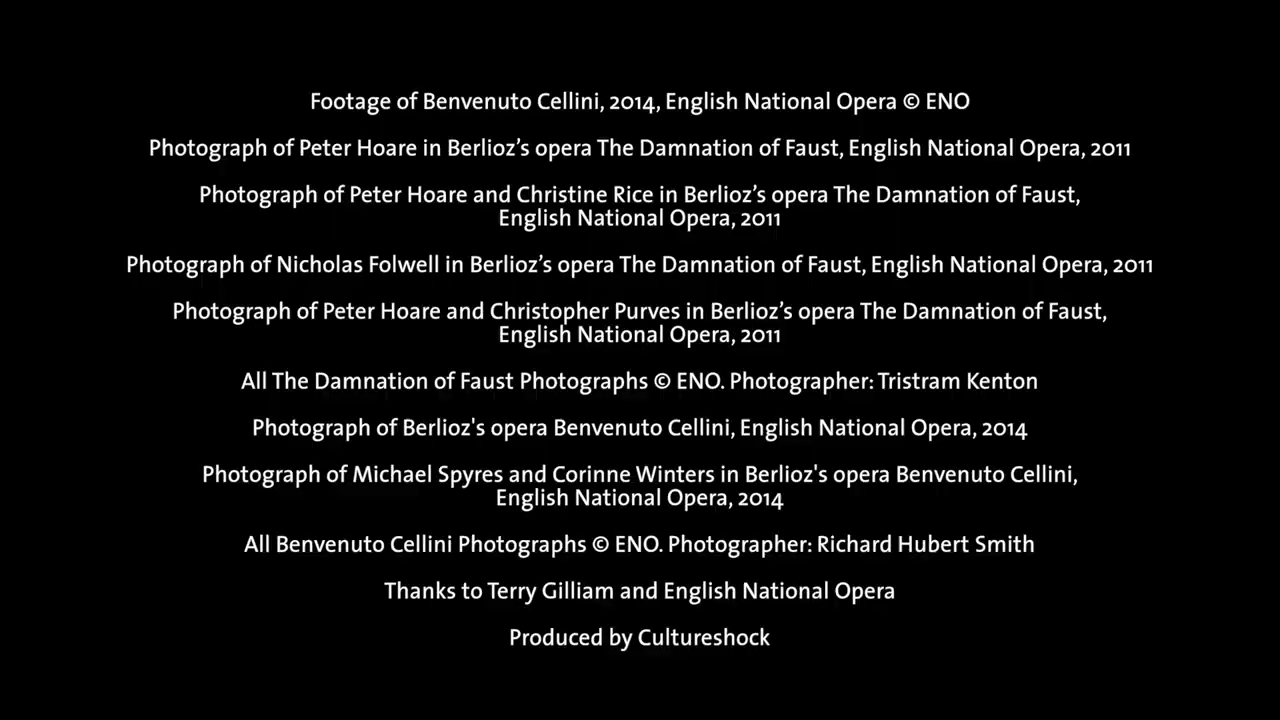 Footage of Benvenuto Cellini, 2014, English National Opera © ENO
Photograph of Peter Hoare in Berlioz’s opera The Damnation of Faust, English National Opera, 2011
Photograph of Peter Hoare and Christine Rice in Berlioz’s opera The Damnation of Faust,
English National Opera, 2011
Photograph of Nicholas Folwell in Berlioz’s opera The Damnation of Faust, English National Opera, 2011
Photograph of Peter Hoare and Christopher Purves in Berlioz’s opera The Damnation of Faust,
English National Opera, 2011
All The Damnation of Faust Photographs © ENO. Photographer: Tristram Kenton
Photograph of Berlioz's opera Benvenuto Cellini, English National Opera, 2014
Photograph of Michael Spyres and Corinne Winters in Berlioz's opera Benvenuto Cellini,
English National Opera, 2014
All Benvenuto Cellini Photographs © ENO. Photographer: Richard Hubert Smith
Thanks to Terry Gilliam and English National Opera
Produced by Cultureshock